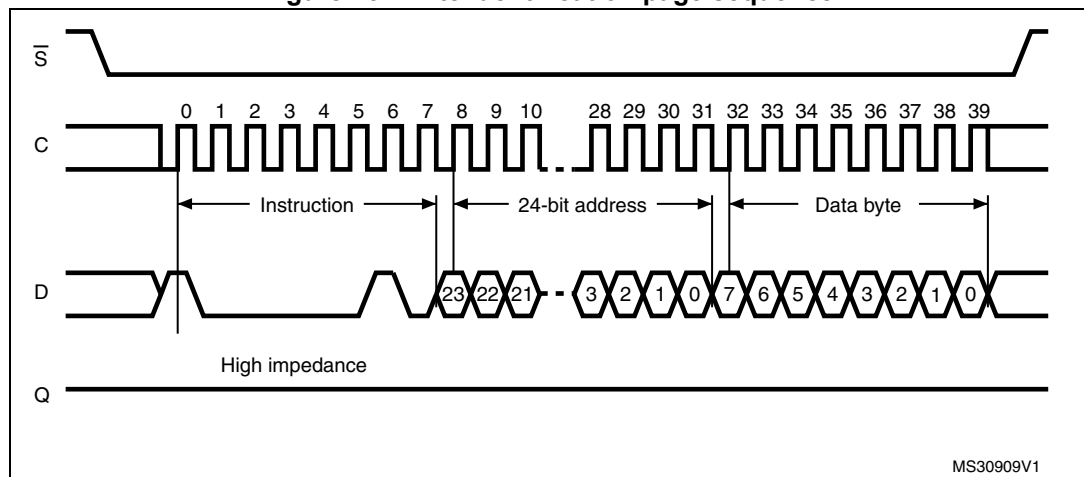 S
0 1 2 3 4 5 6 7 8 9 10 28 29 30 31 32 33 34 35 36 37 38 39
C
Instruction 24-bit address Data byte
D
23 22 21 3 2 1 0 7 6 5 4 3 2 1 0
High impedance
Q
MS30909V1